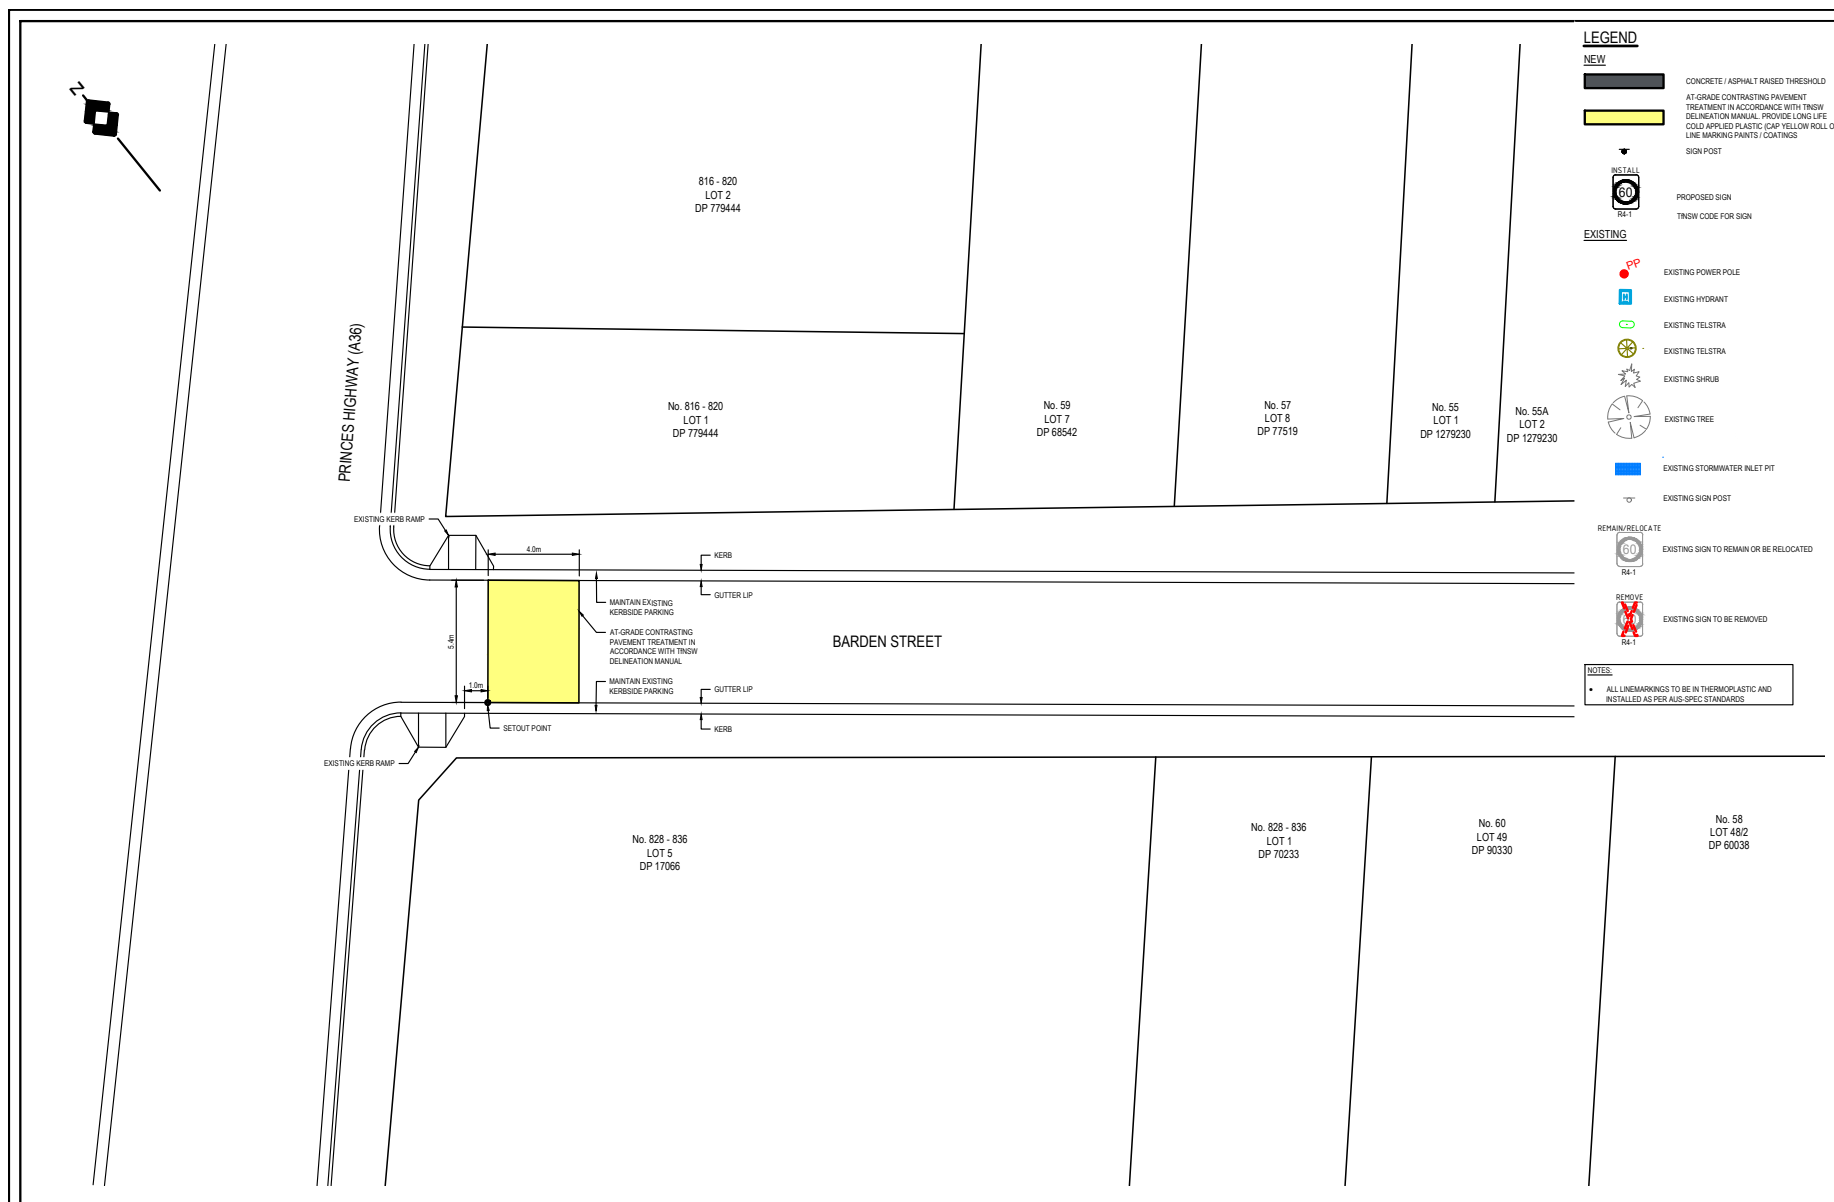 N
PRINCES HIGHWAY (A36)
816 - 820
LOT 2
DP 779444
No. 816 - 820
LOT 1
DP 779444
No. 59
LOT 7
DP 68542
No. 57
LOT 8
DP 77519
No. 55
LOT 1
DP 1279230
No. 55A
LOT 2
DP 1279230
EXISTING KERB RAMP
4.0m
KERB
GUTTER LIP
MAINTAIN EXISTING
KERBSIDE PARKING
5.4m
AT-GRADE CONTRASTING
PAVEMENT TREATMENT IN
ACCORDANCE WITH TfNSW
DELINEATION MANUAL
BARDEN STREET
1.0m
MAINTAIN EXISTING
KERBSIDE PARKING
GUTTER LIP
KERB
SETOUT POINT
EXISTING KERB RAMP
No. 828 - 836
LOT 5
DP 17066
No. 828 - 836
LOT 1
DP 70233
No. 60
LOT 49
DP 90330
No. 58
LOT 48/2
DP 60038
LEGEND
NEW
CONCRETE / ASPHALT RAISED THRESHOLD
AT-GRADE CONTRASTING PAVEMENT
TREATMENT IN ACCORDANCE WITH TfNSW
DELINEATION MANUAL. PROVIDE LONG LIFE
COLD APPLIED PLASTIC (CAP YELLOW ROLL O
LINE MARKING PAINTS / COATINGS
SIGN POST
INSTALL
60
R4-1
PROPOSED SIGN
TfNSW CODE FOR SIGN
EXISTING
PP
EXISTING POWER POLE
H
EXISTING HYDRANT
EXISTING TELSTRA
EXISTING TELSTRA
EXISTING SHRUB
EXISTING TREE
EXISTING STORMWATER INLET PIT
EXISTING SIGN POST
REMAIN/RELOCATE
60
R4-1
EXISTING SIGN TO REMAIN OR BE RELOCATED
REMOVE
R4-1
EXISTING SIGN TO BE REMOVED
NOTES:
• ALL LINEMARKINGS TO BE IN THERMOPLASTIC AND
INSTALLED AS PER AUS-SPEC STANDARDS